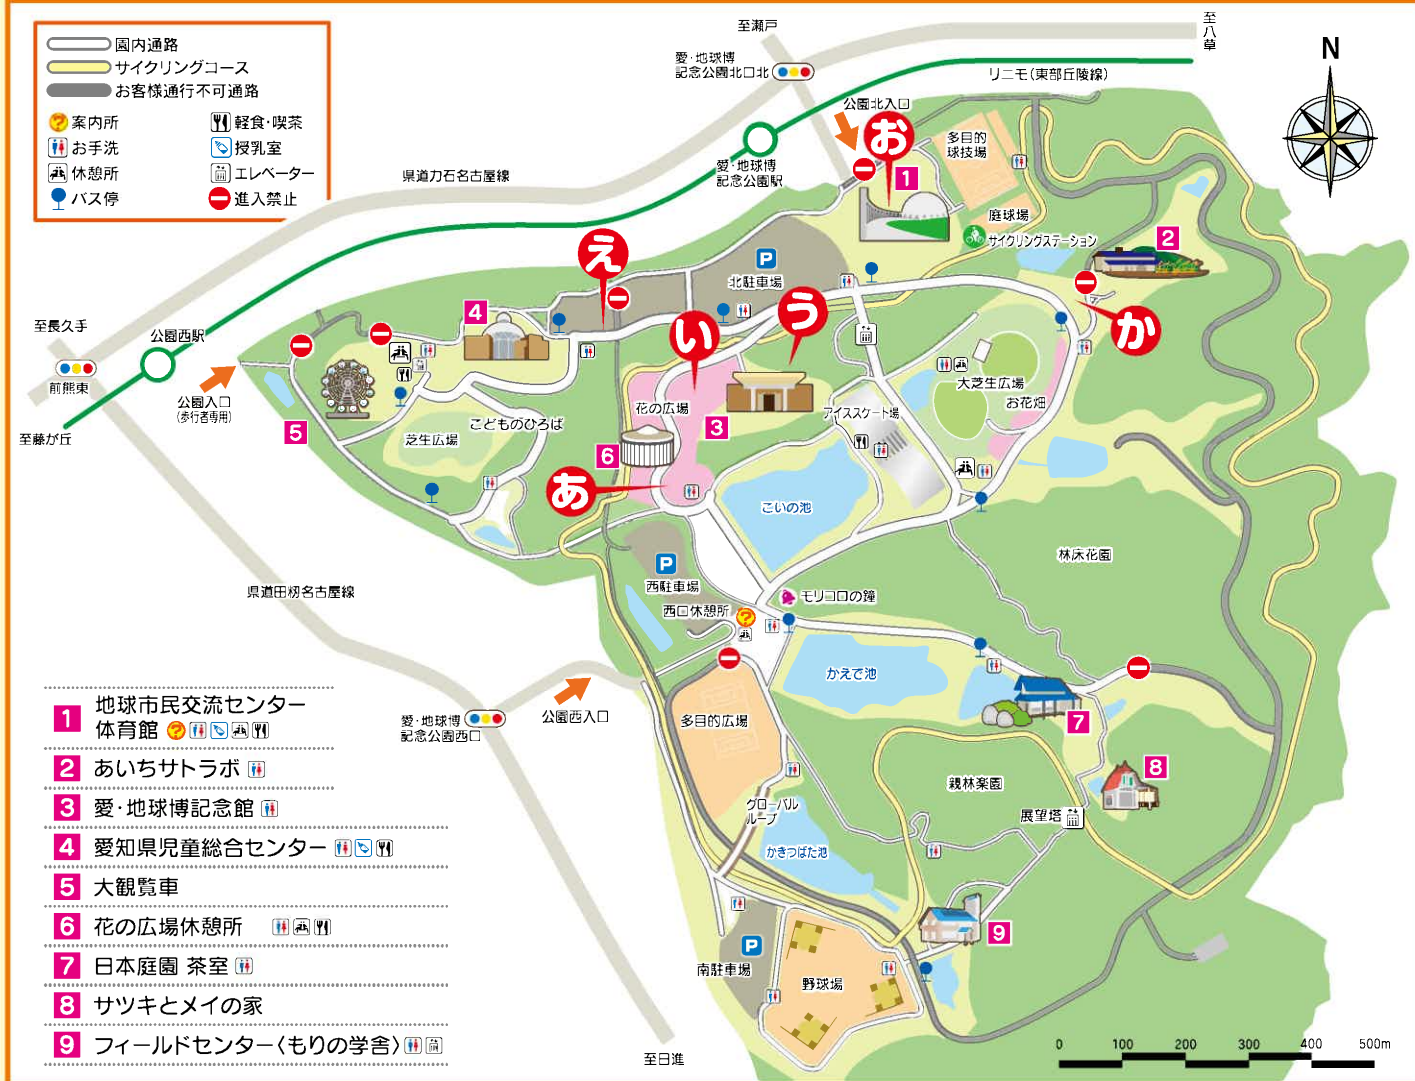 園内通路
サイクリングコース
お客様通行不可通路
案内所
軽食・喫茶
お手洗
授乳室
休憩所
エレベーター
バス停
進入禁止
至瀬戸
至八草
愛・地球博
記念公園北口北
リニモ(東部丘陵線)
N
公園北入口
お
多目的
球技場
愛・地球博
記念公園駅
県道力石名古屋線
1
庭球場
サイクリングステーション
2
え
P
北駐車場
う
か
い
4
至長久手
公園西駅
前熊東
公園入口
(歩行者専用)
至藤が丘
5
芝生広場
こどものひろば
花の広場
3
6
あ
アイススケート場
大芝生広場
お花畑
こいの池
林床花園
P
西駐車場
西口休憩所
モリコロの鐘
県道田籾名古屋線
かえで池
7
公園西入口
愛・地球博
記念公園西口
多目的広場
8
親林楽園
展望塔
グローバル
ループ
かきつばた池
9
P
南駐車場
野球場
至日進
1 地球市民交流センター
体育館
2 あいちサトラボ
3 愛・地球博記念館
4 愛知県児童総合センター
5 大観覧車
6 花の広場休憩所
7 日本庭園 茶室
8 サツキとメイの家
9 フィールドセンター〈もりの学舎〉
0 100 200 300 400 500m